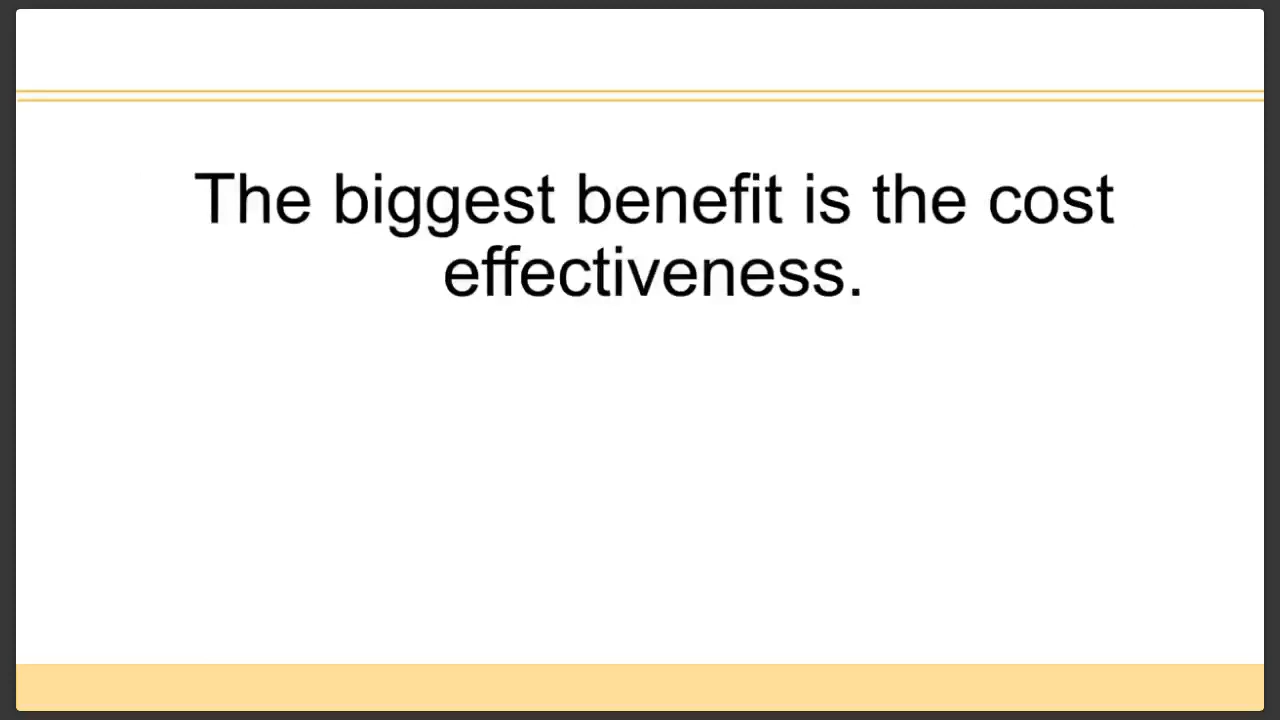 The biggest benefit is the cost
effectiveness.